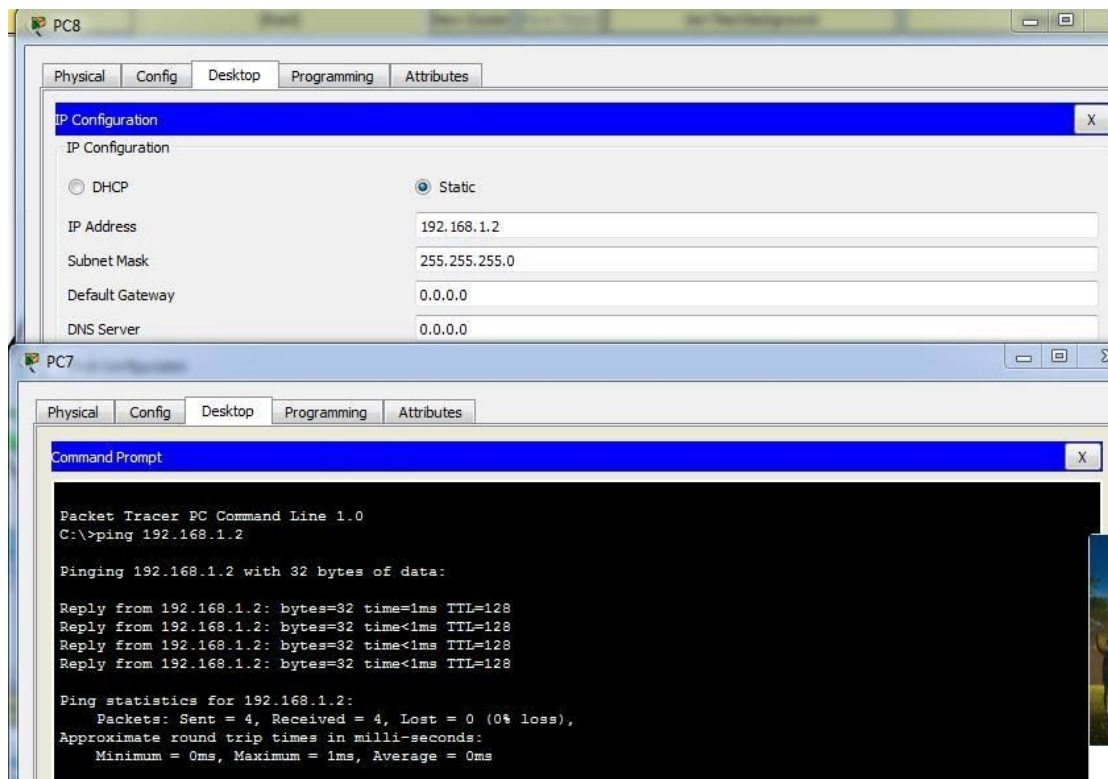 PC8
Physical Config Desktop Programming Attributes
IP Configuration X
IP Configuration
DHCP Static
IP Address 192.168.1.2
Subnet Mask 255.255.255.0
Default Gateway 0.0.0.0
DNS Server 0.0.0.0
PC7
Physical Config Desktop Programming Attributes
Command Prompt X
Packet Tracer PC Command Line 1.0
C:\>ping 192.168.1.2
Pinging 192.168.1.2 with 32 bytes of data:
Reply from 192.168.1.2: bytes=32 time=1ms TTL=128
Reply from 192.168.1.2: bytes=32 time<1ms TTL=128
Reply from 192.168.1.2: bytes=32 time<1ms TTL=128
Reply from 192.168.1.2: bytes=32 time<1ms TTL=128
Ping statistics for 192.168.1.2:
Packets: Sent = 4, Received = 4, Lost = 0 (0% loss),
Approximate round trip times in milli-seconds:
Minimum = 0ms, Maximum = 1ms, Average = 0ms